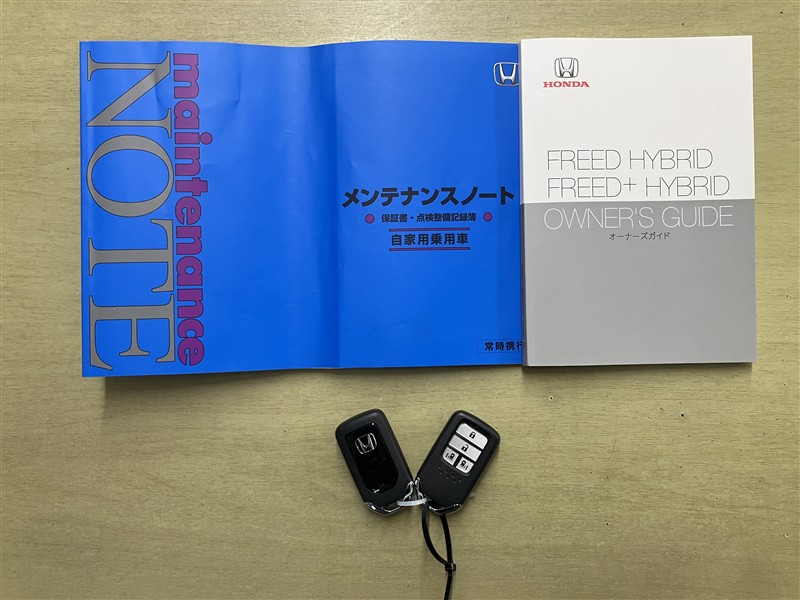 maintenance
NOTE
メンテナンスノート
保証書・点検整備記録簿
自家用乗用車
常時携行
HONDA
FREED HYBRID
FREED+ HYBRID
OWNER'S GUIDE
オーナーズガイド